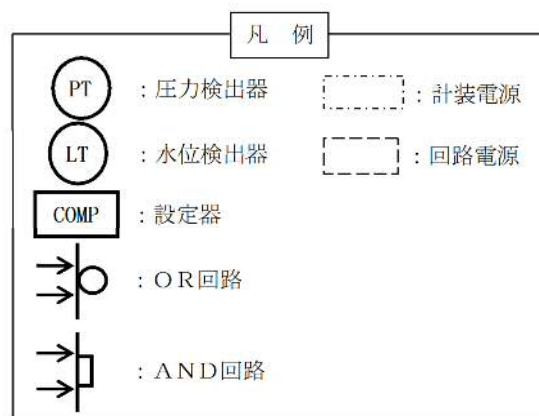 凡 例
PT :圧力検出器
:計装電源
LT :水位検出器
:回路電源
COMP :設定器
:OR回路
:AND回路